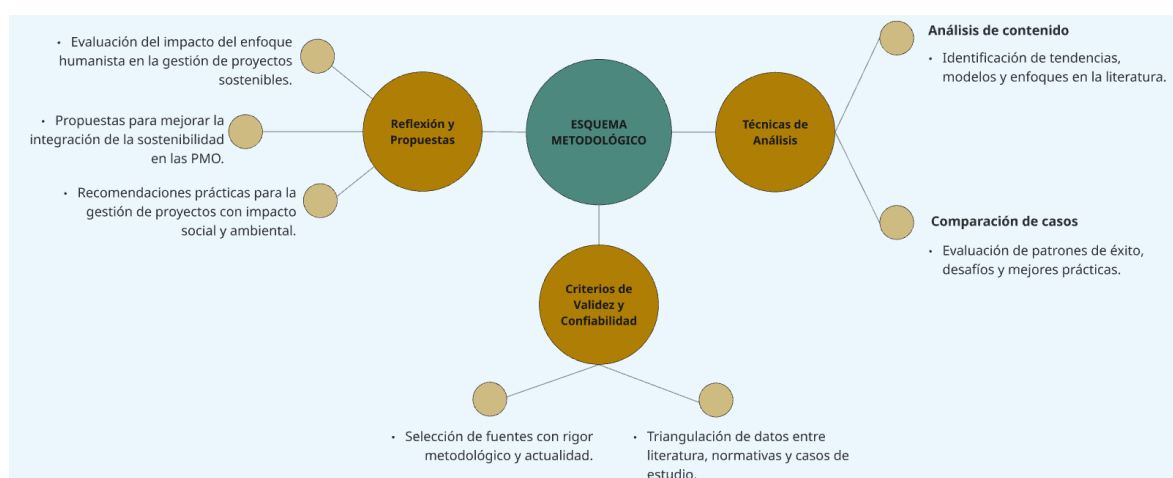 • Evaluación del impacto del enfoque
humanista en la gestión de proyectos
sostenibles.
• Propuestas para mejorar la
integración de la sostenibilidad
en las PMO.
• Recomendaciones prácticas para la
gestión de proyectos con impacto
social y ambiental.
Reflexión y
Propuestas
ESQUEMA
METODOLÓGICO
Técnicas de
Análisis
Análisis de contenido
• Identificación de tendencias,
modelos y enfoques en la literatura.
Comparación de casos
• Evaluación de patrones de éxito,
desafíos y mejores prácticas.
Criterios de
Validez y
Confiabilidad
• Selección de fuentes con rigor
metodológico y actualidad.
• Triangulación de datos entre
literatura, normativas y casos de
estudio.